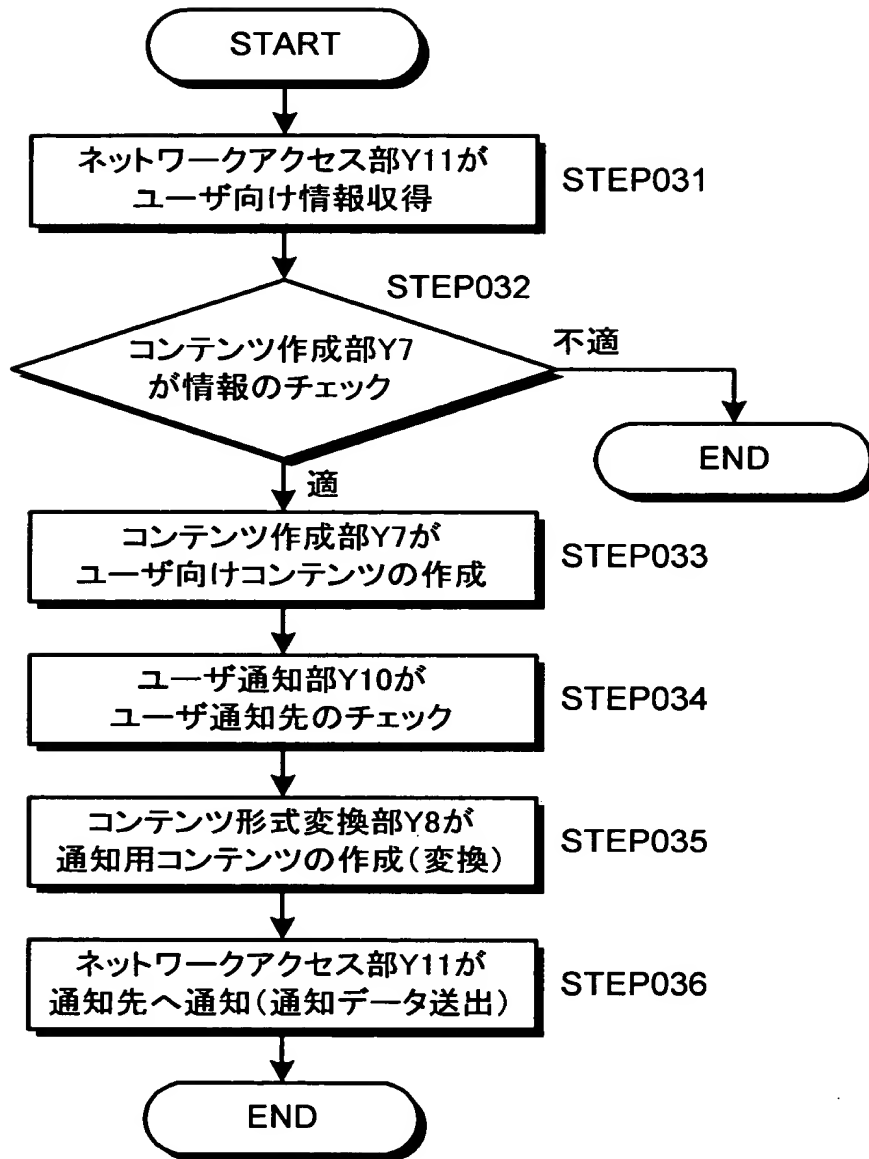 START
ネットワークアクセス部Y11が
ユーザ向け情報収得
STEP031
STEP032
コンテンツ作成部Y7
が情報のチェック
不適
END
適
コンテンツ作成部Y7が
ユーザ向けコンテンツの作成
STEP033
ユーザ通知部Y10が
ユーザ通知先のチェック
STEP034
コンテンツ形式変換部Y8が
通知用コンテンツの作成(変換)
STEP035
ネットワークアクセス部Y11が
通知先へ通知(通知データ送出)
STEP036
END